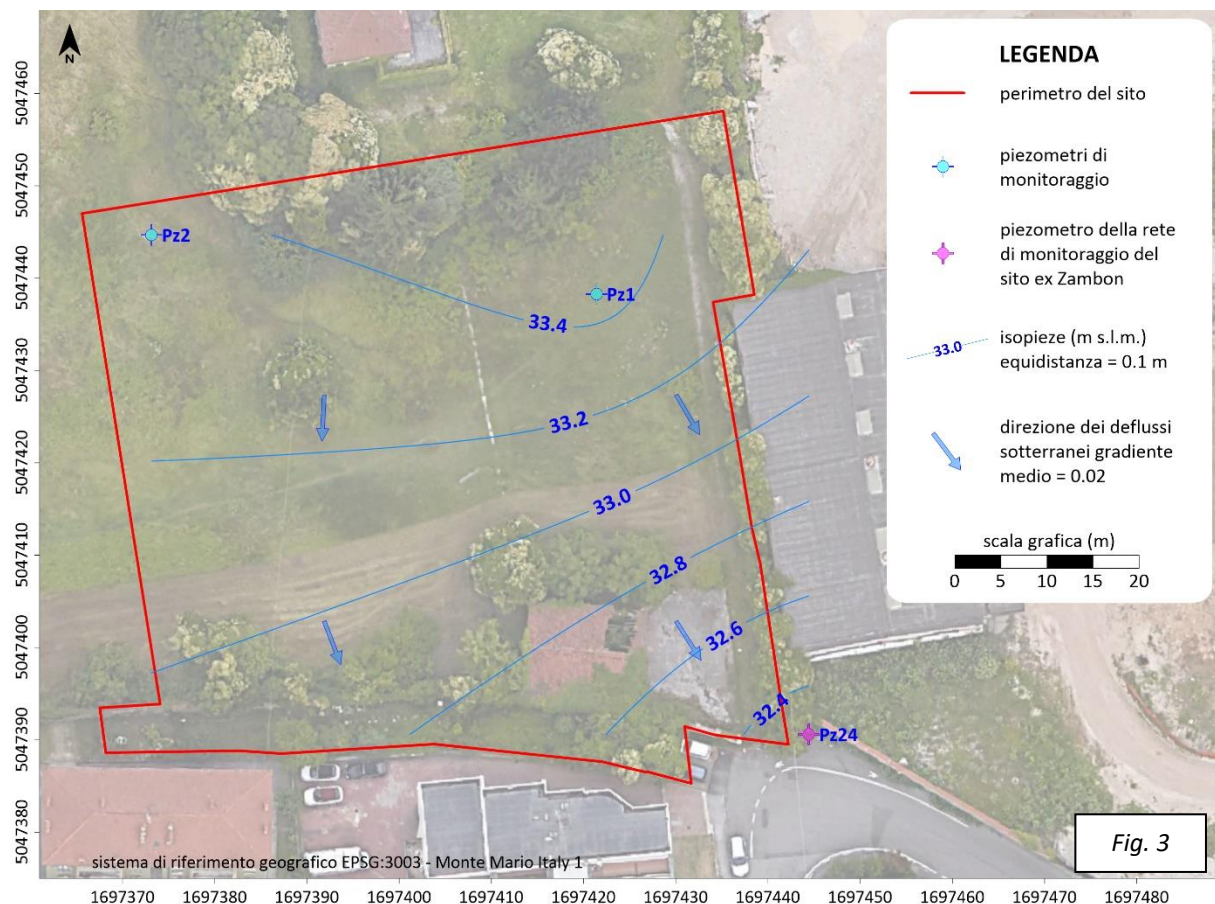 N
LEGENDA
perimetro del sito
piezometri di
monitoraggio
piezometro della rete
di monitoraggio del
sito ex Zambon
33.0
isopieze (m s.l.m.)
equidistanza = 0.1 m
direzione dei deflussi
sotterranei gradiente
medio = 0.02
scala grafica (m)
0 5 10 15 20
5047460
5047450
5047440
5047430
5047420
5047410
5047400
5047390
5047380
Pz2
Pz1
33.4
33.2
33.0
32.8
32.6
32.4
Pz24
sistema di riferimento geografico EPSG:3003 - Monte Mario Italy 1
Fig. 3
1697370 1697380 1697390 1697400 1697410 1697420 1697430 1697440 1697450 1697460 1697470 1697480